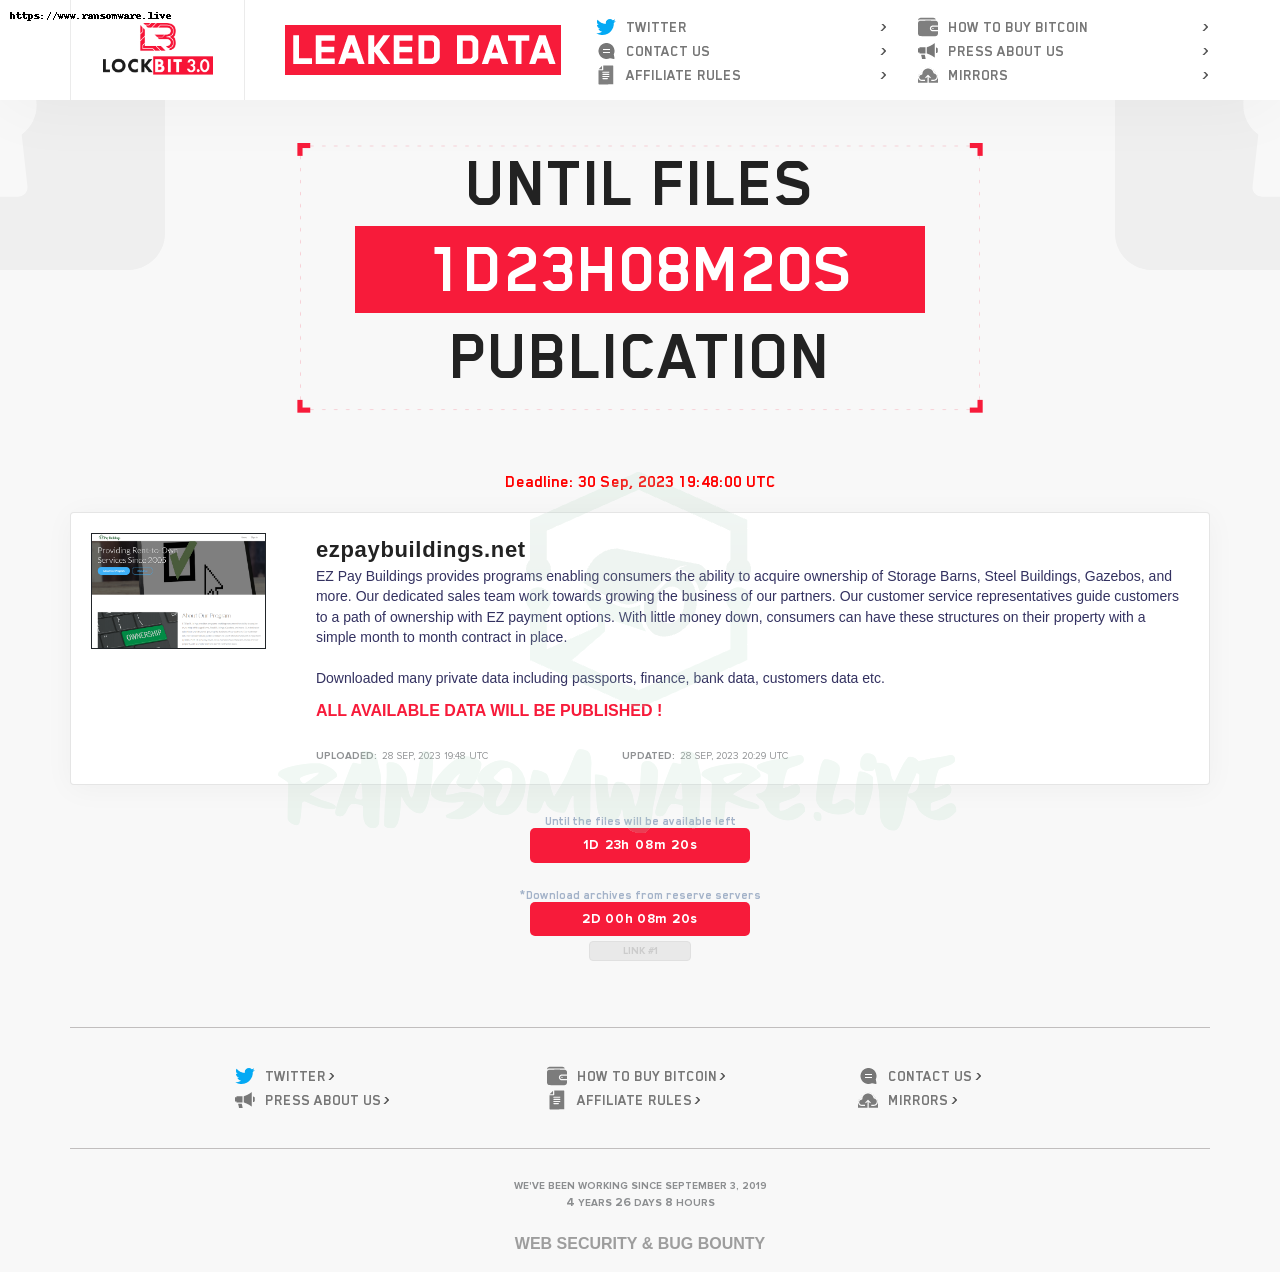 https://www.ransomware.live
LOCKBIT 3.0
LEAKED DATA
TWITTER
CONTACT US
AFFILIATE RULES
HOW TO BUY BITCOIN
PRESS ABOUT US
MIRRORS
UNTIL FILES
1D23H08M20S
PUBLICATION
Deadline: 30 Sep, 2023 19:48:00 UTC
Providing Rent to Own
Services Since 2005
About Our Program
OWNERSHIP
ezpaybuildings.net
EZ Pay Buildings provides programs enabling consumers the ability to acquire ownership of Storage Barns, Steel Buildings, Gazebos, and
more. Our dedicated sales team work towards growing the business of our partners. Our customer service representatives guide customers
to a path of ownership with EZ payment options. With little money down, consumers can have these structures on their property with a
simple month to month contract in place.
Downloaded many private data including passports, finance, bank data, customers data etc.
ALL AVAILABLE DATA WILL BE PUBLISHED !
UPLOADED: 28 SEP, 2023 19:48 UTC
UPDATED: 28 SEP, 2023 20:29 UTC
RANSOMWARE.LIVE
Until the files will be available left
1D 23h 08m 20s
*Download archives from reserve servers
2D 00h 08m 20s
LINK #1
TWITTER
HOW TO BUY BITCOIN
CONTACT US
PRESS ABOUT US
AFFILIATE RULES
MIRRORS
WE'VE BEEN WORKING SINCE SEPTEMBER 3, 2019
4 YEARS 26 DAYS 8 HOURS
WEB SECURITY & BUG BOUNTY